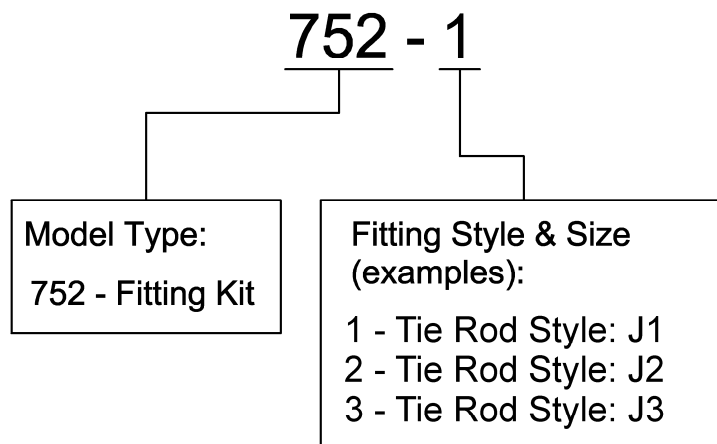 752 - 1
Model Type:
752 - Fitting Kit
Fitting Style & Size
(examples):
1 - Tie Rod Style: J1
2 - Tie Rod Style: J2
3 - Tie Rod Style: J3